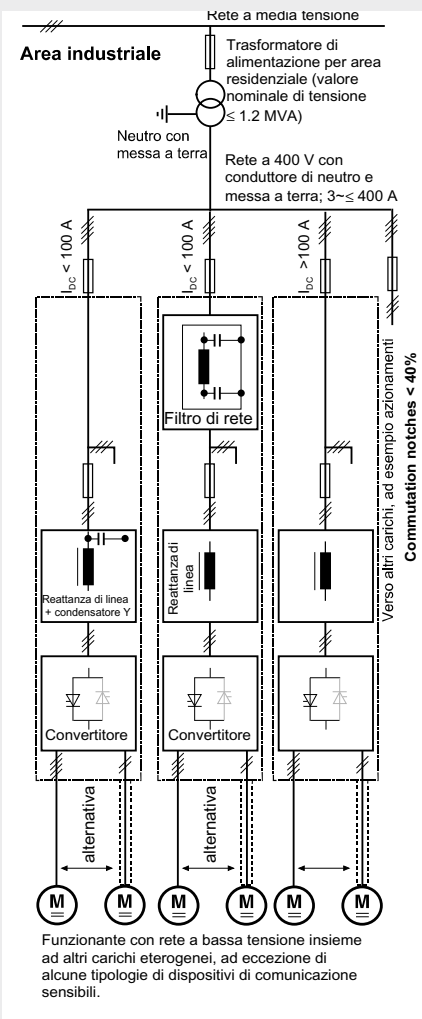 Rete a media tensione
Area industriale
Trasformatore di
alimentazione per area
residenziale (valore
nominale di tensione
≤ 1.2 MVA)
Neutro con
messa a terra
Rete a 400 V con
conduttore di neutro e
messa a terra; 3~≤ 400 A
I_DC < 100 A
I_DC < 100 A
I_DC >100 A
Filtro di rete
Verso altri carichi, ad esempio azionamenti
Commutation notches < 40%
Reattanza di linea
+ condensatore Y
Reattanza di
linea
Convertitore
Convertitore
alternativa
alternativa
M
M
M
M
M
M
Funzionante con rete a bassa tensione insieme
ad altri carichi eterogenei, ad eccezione di
alcune tipologie di dispositivi di comunicazione
sensibili.